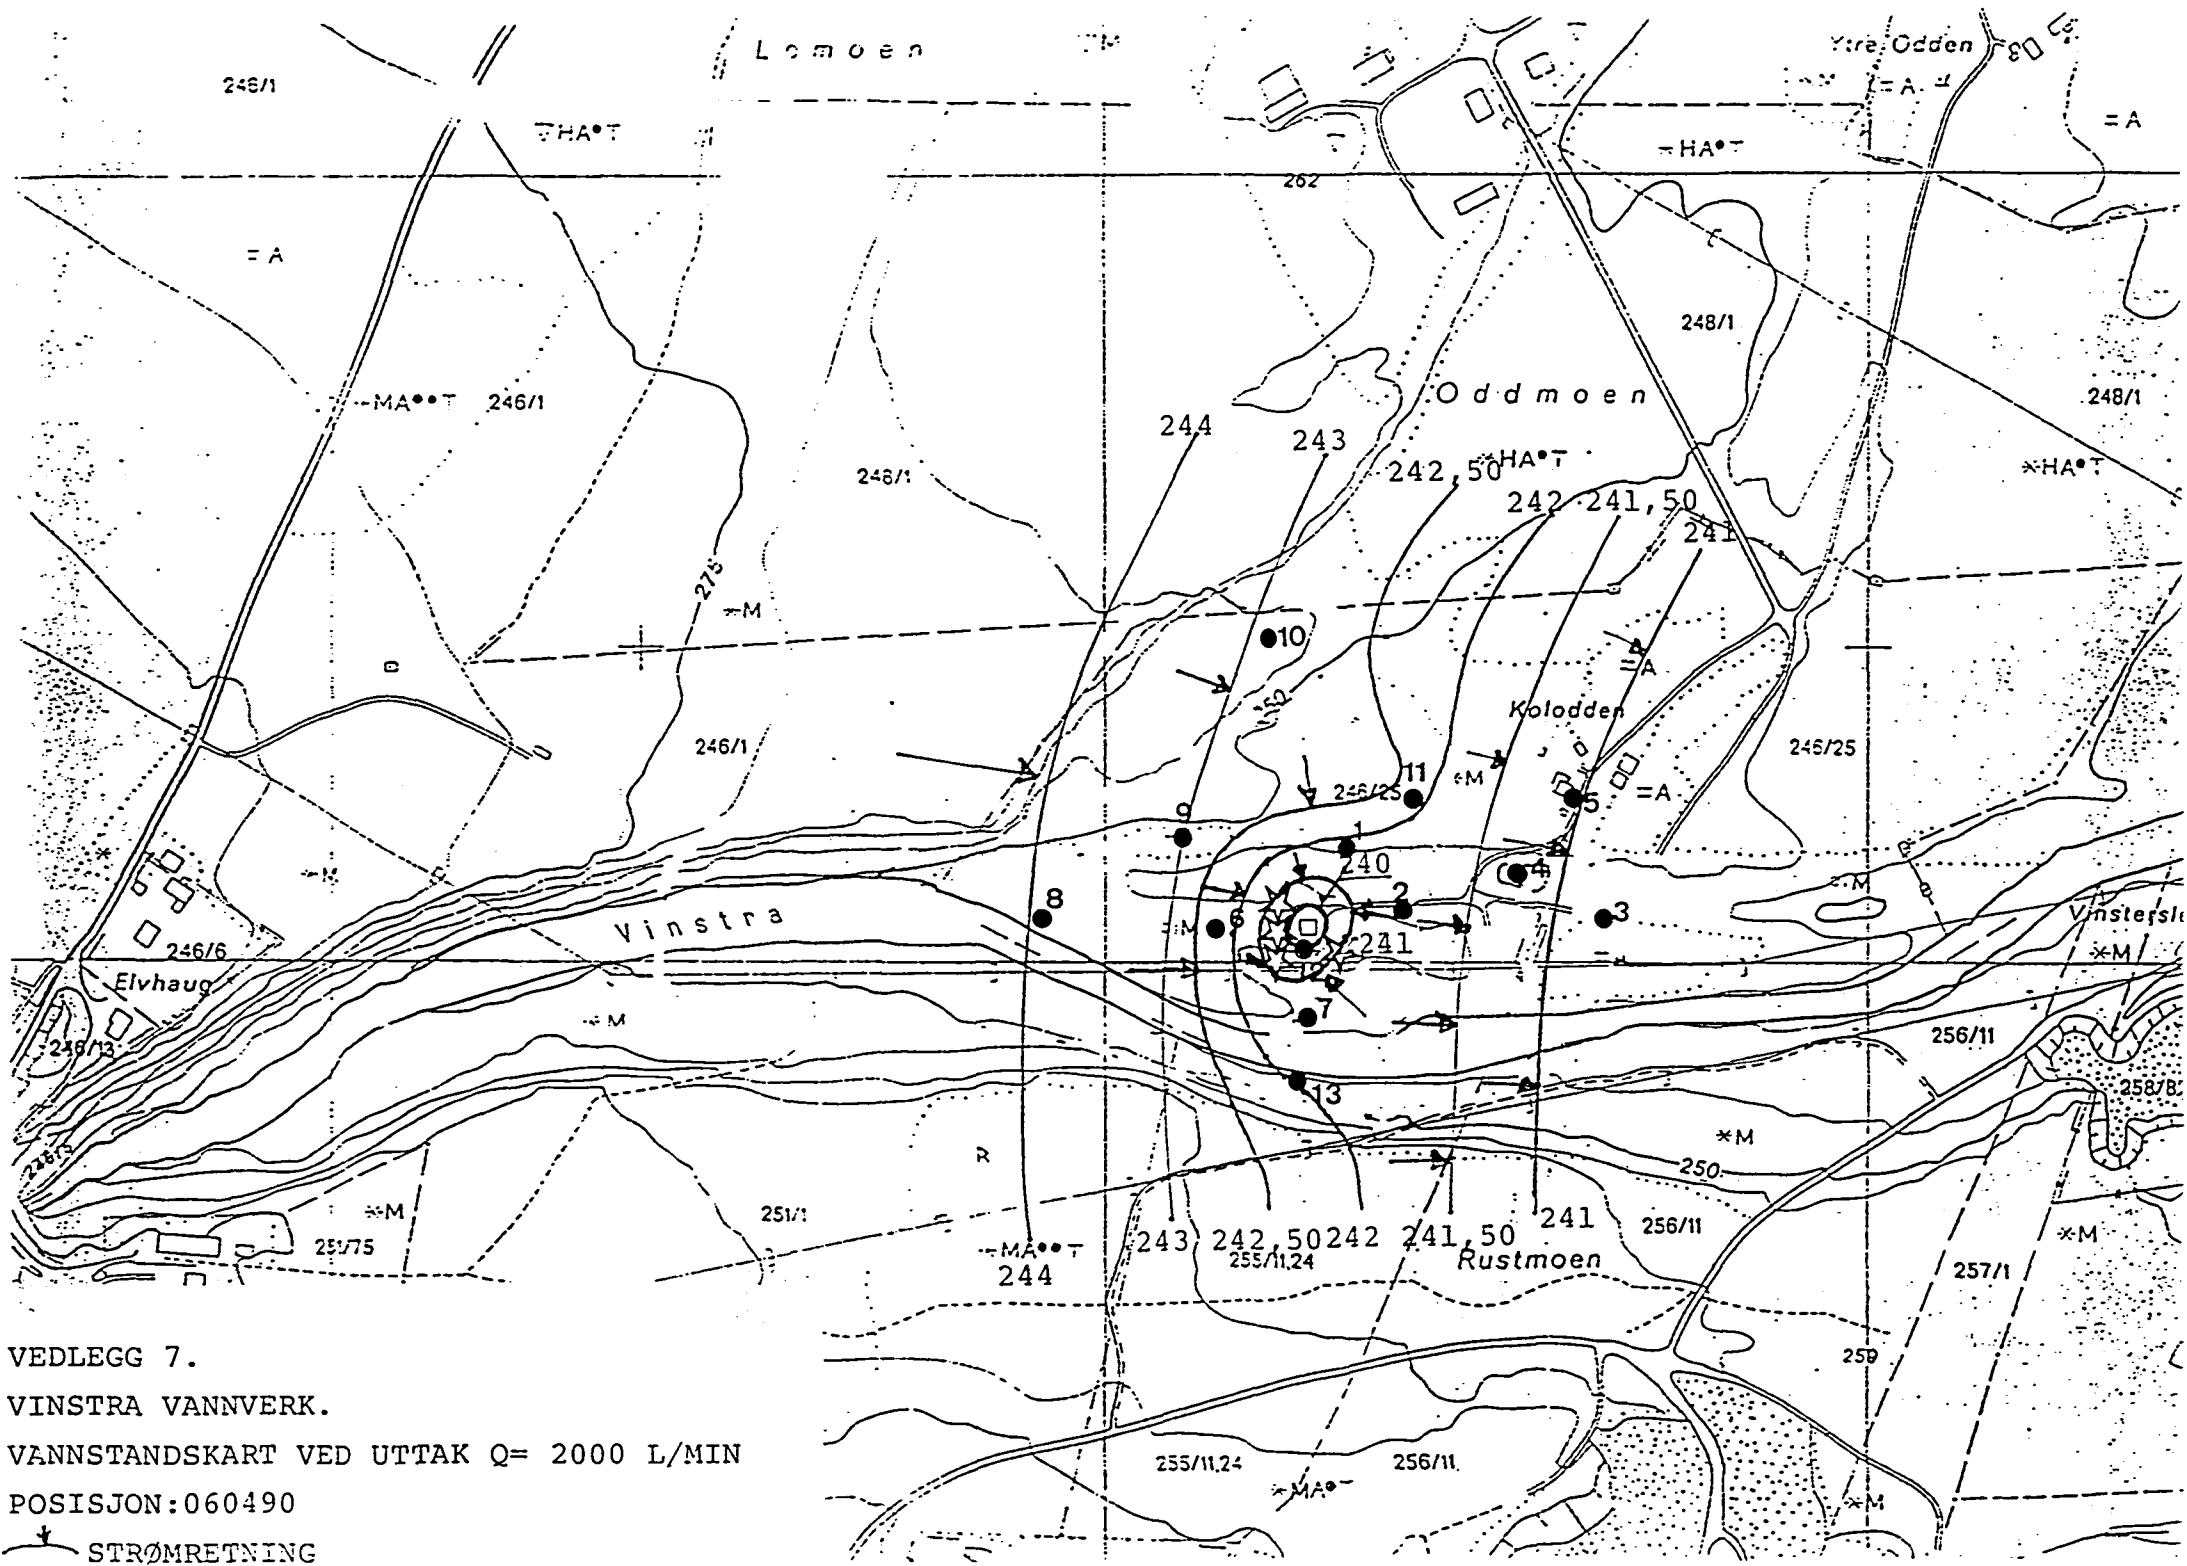 Lomoen
M
Ytre Odden
246/1
HA•T
= A
= A
-HA•T
262
= A
248/1
-MA••T
246/1
Oddmoen
248/1
244
243
*HA•T
*HA•T
248/1
242,50
242
241,50
241
275
M
10
= A
Kolodden
246/1
246/25
11
246/25
M
5
= A
9
1
M
240
4
8
2
3
M
Vinstra
M
6
246/6
241
*M
Elvhaug
12
7
M
256/11
246/13
258/8
13
*M
R
250
*M
251/1
243
242,50
242
241,50
241
256/11
*M
251/75
-MA••T
255/11,24
Rustmoen
257/1
244
VEDLEGG 7.
259
VINSTRA VANNVERK.
VANNSTANDSKART VED UTTAK Q= 2000 L/MIN
255/11,24
256/11
POSISJON:060490
*M
STRØMRETNING